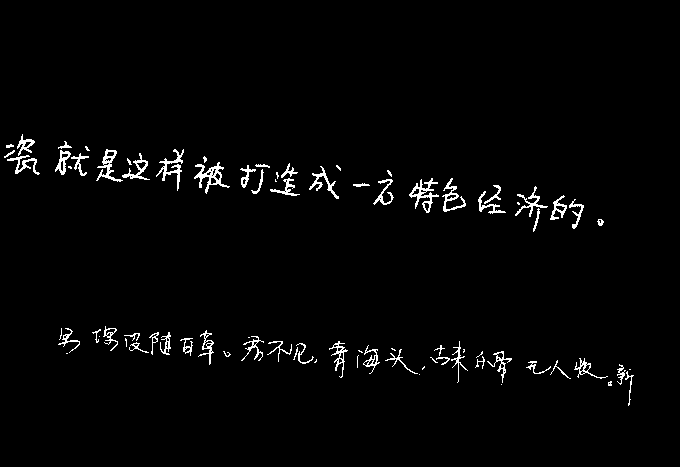 瓷就是这样被打造成一方特色经济的。
男埋没随百草。君不见,青海头,古来白骨无人收。新